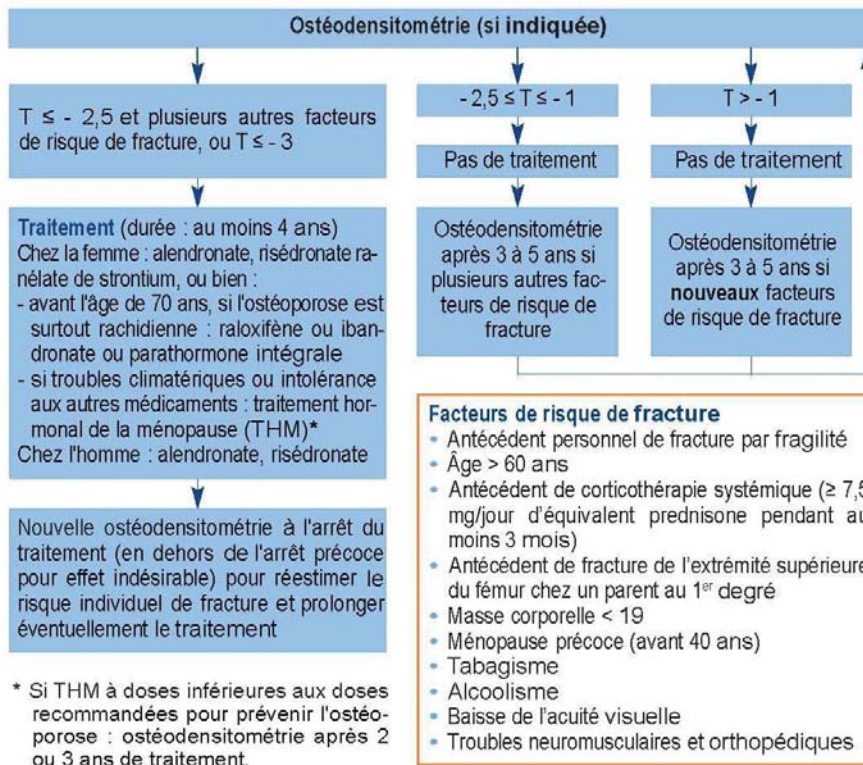 Ostéodensitométrie (si indiquée)
T ≤ - 2,5 et plusieurs autres facteurs
de risque de fracture, ou T ≤ - 3
Traitement (durée : au moins 4 ans)
Chez la femme : alendronate, risédronate ra-
nélate de strontium, ou bien :
- avant l'âge de 70 ans, si l'ostéoporose est
surtout rachidienne : raloxifène ou iban-
dronate ou parathormone intégrale
- si troubles climatériques ou intolérance
aux autres médicaments : traitement hor-
monal de la ménopause (THM)*
Chez l'homme : alendronate, risédronate
Nouvelle ostéodensitométrie à l'arrêt du
traitement (en dehors de l'arrêt précoce
pour effet indésirable) pour réestimer le
risque individuel de fracture et prolonger
éventuellement le traitement
* Si THM à doses inférieures aux doses
recommandées pour prévenir l'ostéo-
porose : ostéodensitométrie après 2
ou 3 ans de traitement.
- 2,5 ≤ T ≤ - 1
Pas de traitement
Ostéodensitométrie
après 3 à 5 ans si
plusieurs autres fac-
teurs de risque de
fracture
T > - 1
Pas de traitement
Ostéodensitométrie
après 3 à 5 ans si
nouveaux facteurs
de risque de fracture
Facteurs de risque de fracture
• Antécédent personnel de fracture par fragilité
• Âge > 60 ans
• Antécédent de corticothérapie systémique (≥ 7,5
mg/jour d'équivalent prednisone pendant au
moins 3 mois)
• Antécédent de fracture de l'extrémité supérieure
du fémur chez un parent au 1er degré
• Masse corporelle < 19
• Ménopause précoce (avant 40 ans)
• Tabagisme
• Alcoolisme
• Baisse de l'acuité visuelle
• Troubles neuromusculaires et orthopédiques